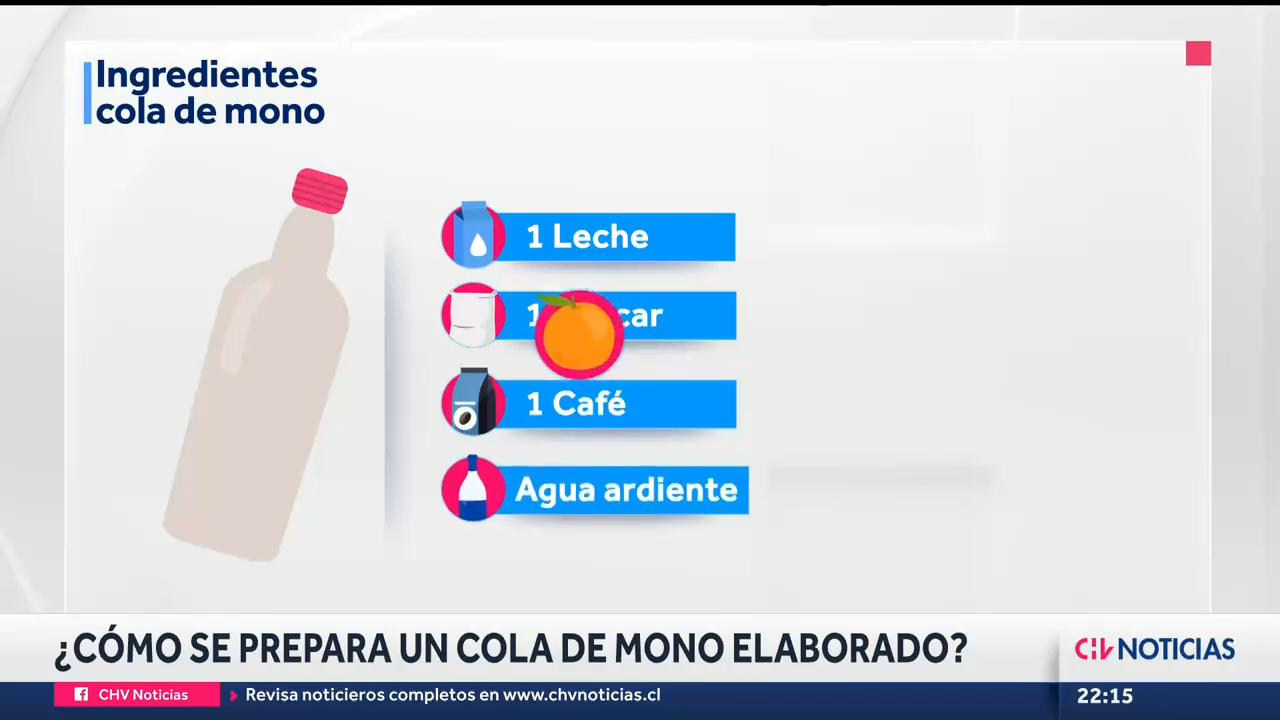 Ingredientes
cola de mono
1 Leche
1
1 Café
Agua ardiente
¿CÓMO SE PREPARA UN COLA DE MONO ELABORADO?
CHV NOTICIAS
CHV Noticias
Revisa noticieros completos en www.chvnoticias.cl
22:15